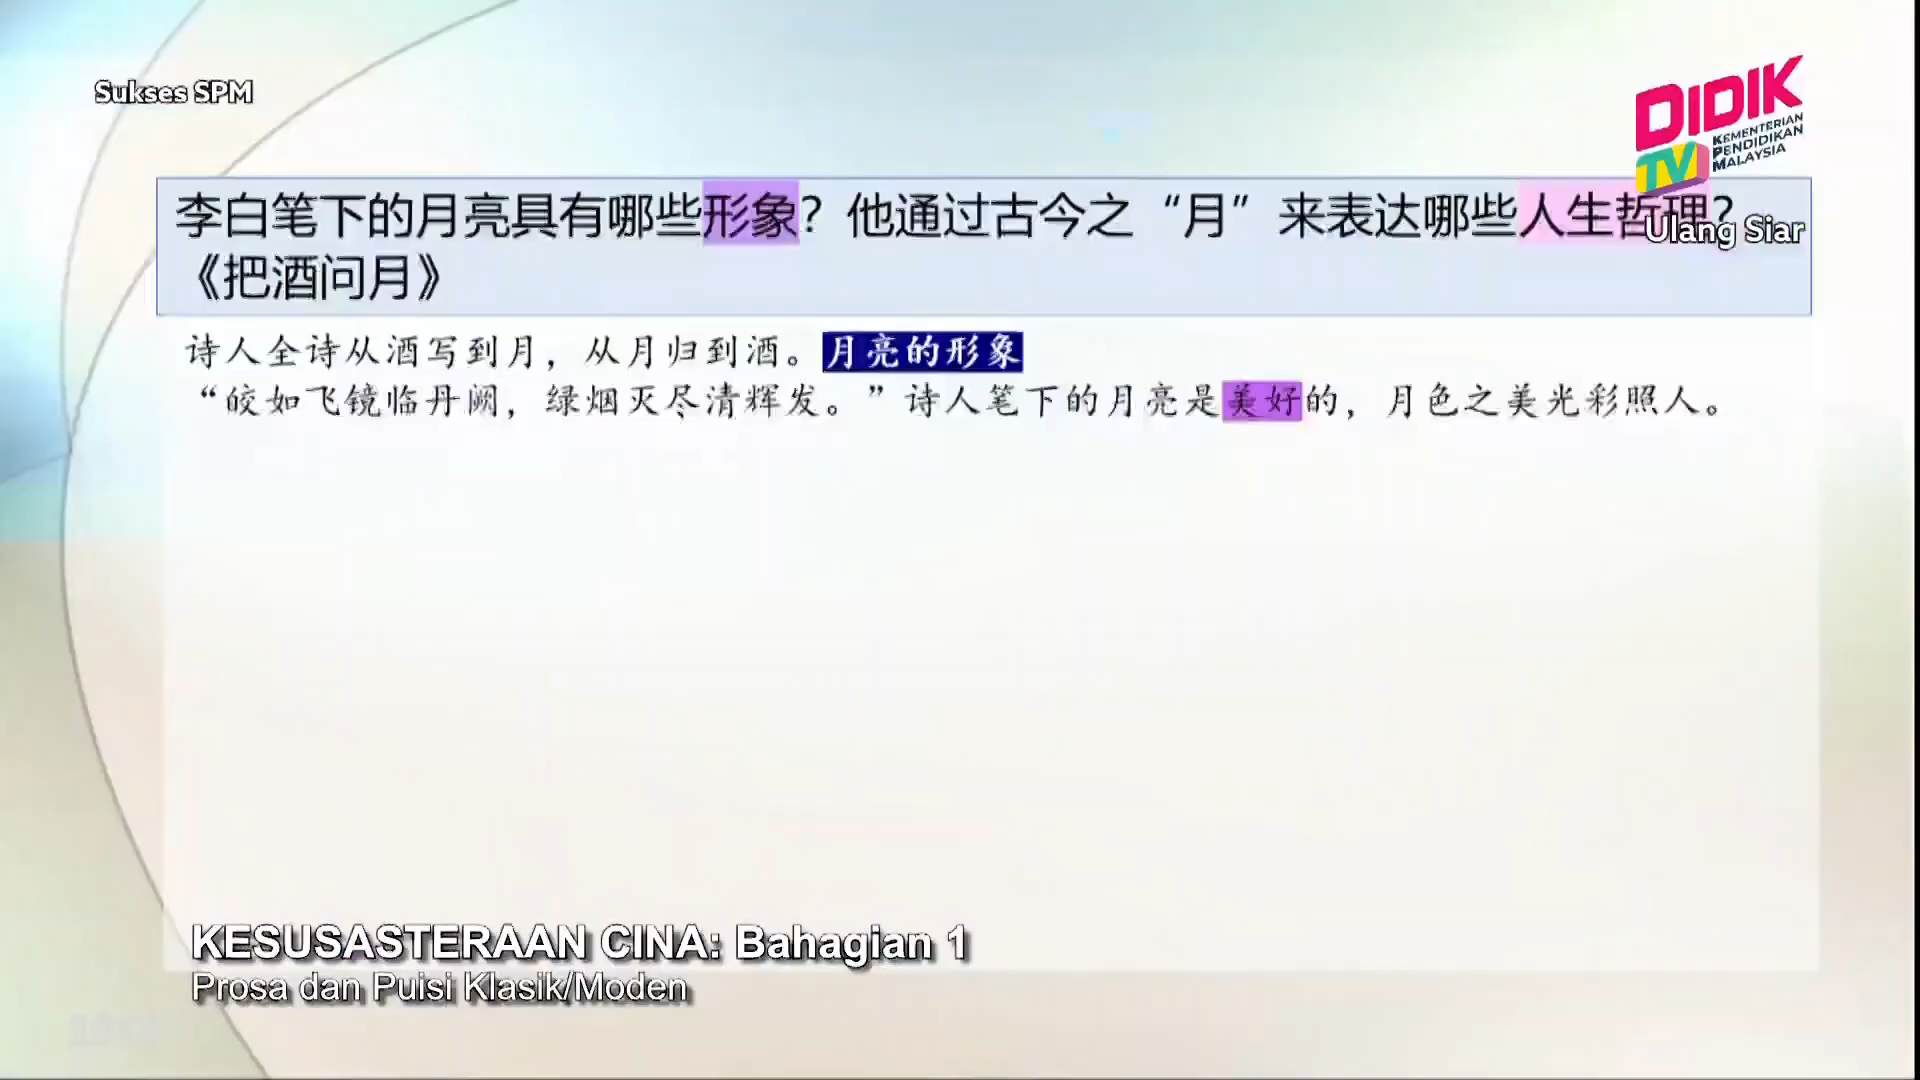 Sukses SPM
DIDIK
TV
KEMENTERIAN
PENDIDIKAN
MALAYSIA
Ulang Siar
李白笔下的月亮具有哪些形象？他通过古今之“月”来表达哪些人生哲理？
《把酒问月》
诗人全诗从酒写到月，从月归到酒。月亮的形象
“皎如飞镜临丹阙，绿烟灭尽清辉发。”诗人笔下的月亮是美好的，月色之美光彩照人。
KESUSASTERAAN CINA: Bahagian 1
Prosa dan Puisi Klasik/Moden